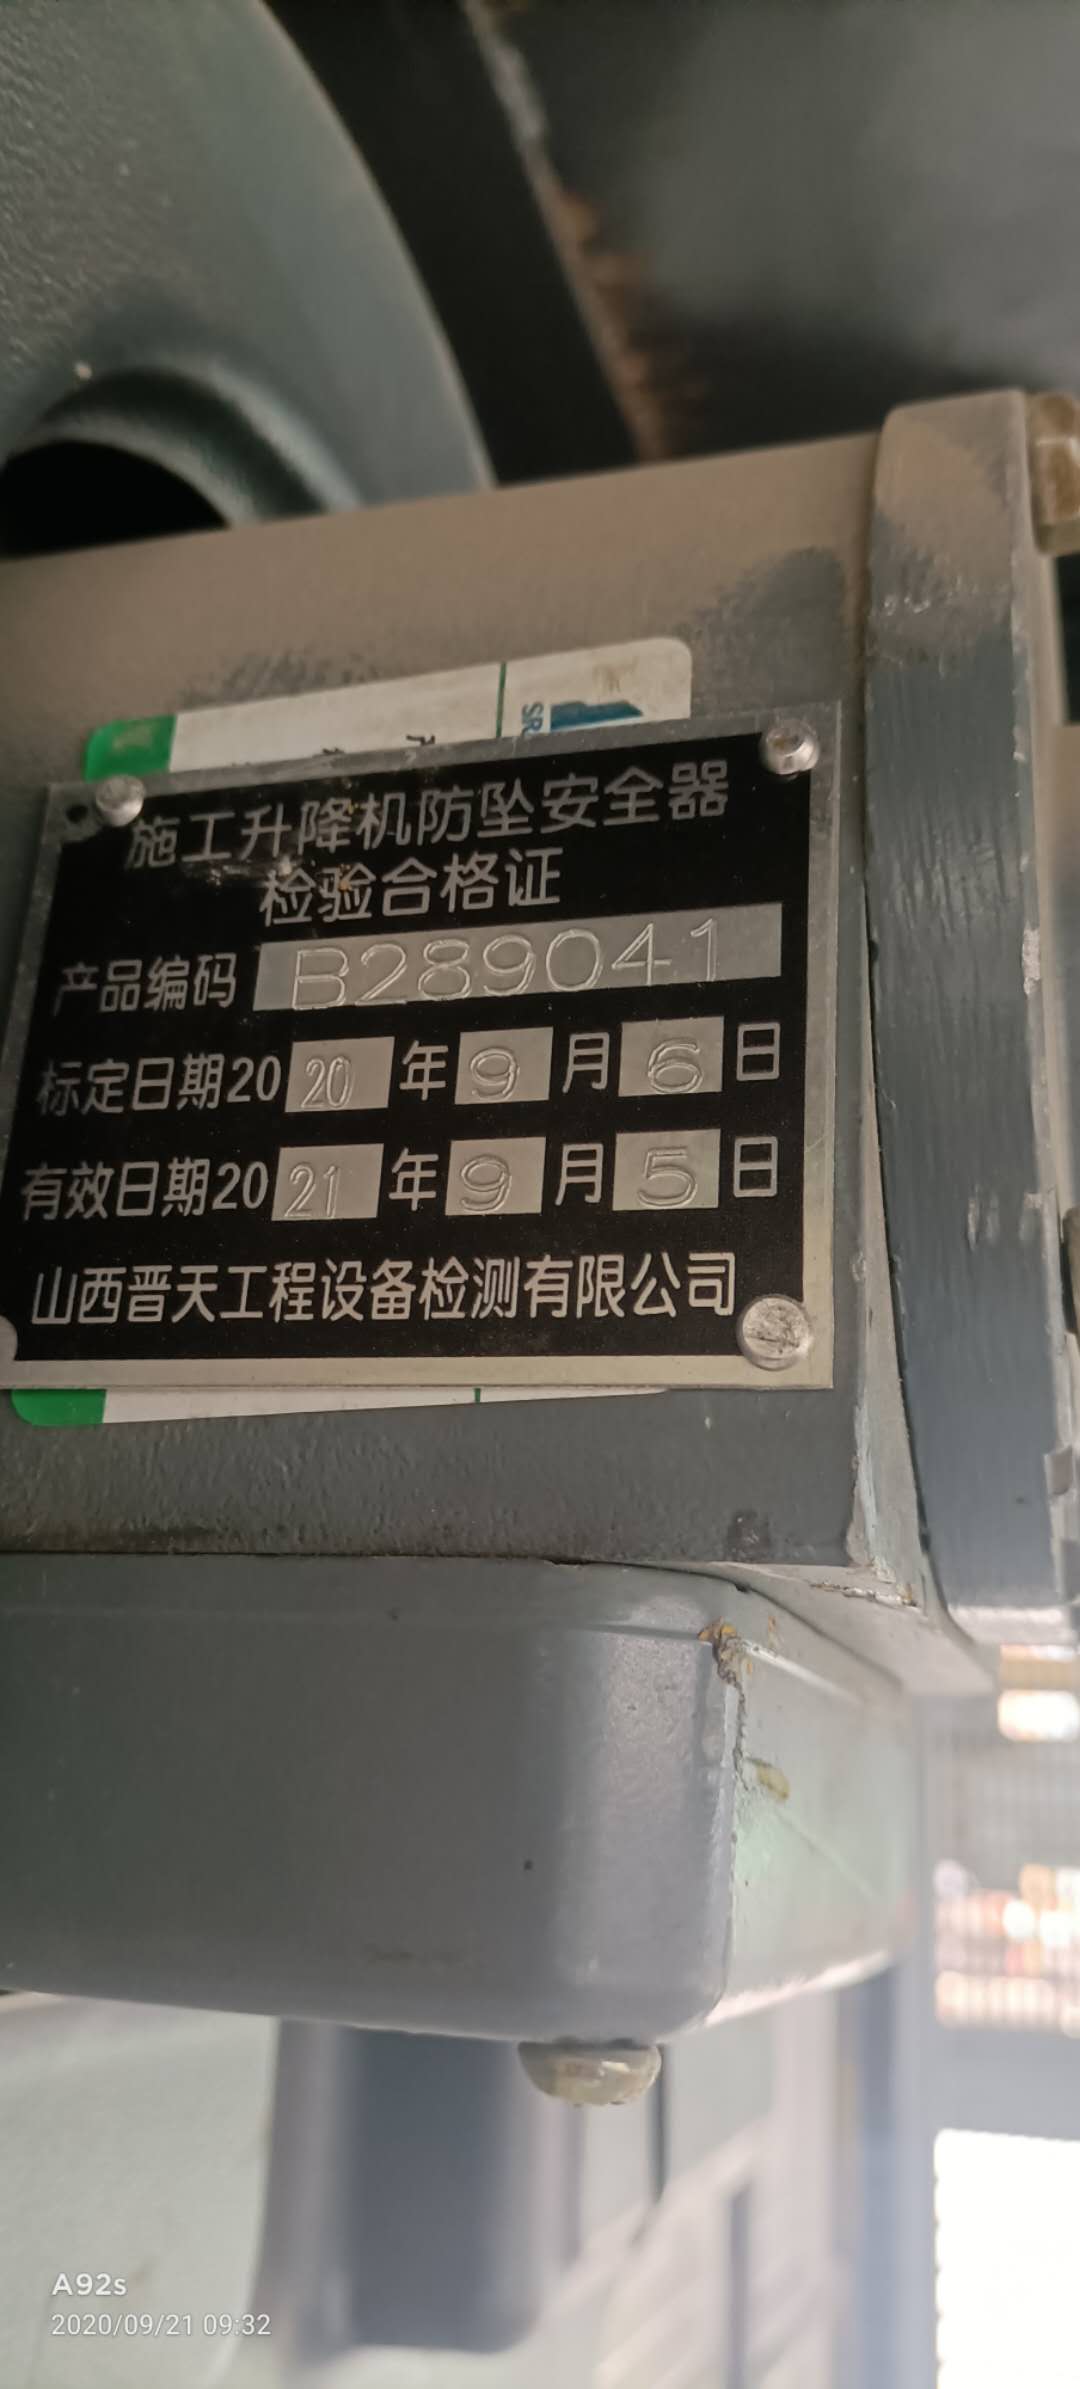 SR
施工升降机防坠安全器
检验合格证
产品编码 B289041
标定日期2020年9月6日
有效日期2021年9月5日
山西晋天工程设备检测有限公司
A92s
2020/09/21 09:32